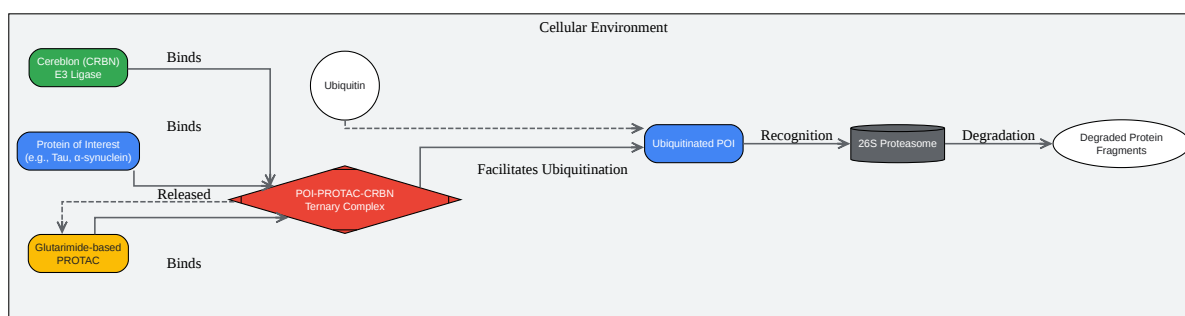 Cellular Environment
Cereblon (CRBN)
E3 Ligase
Binds
Ubiquitin
Binds
Protein of Interest
(e.g., Tau, α-synuclein)
Ubiquitinated POI
Recognition
26S Proteasome
Degradation
Degraded Protein
Fragments
Facilitates Ubiquitination
Released
POI-PROTAC-CRBN
Ternary Complex
Glutarimide-based
PROTAC
Binds